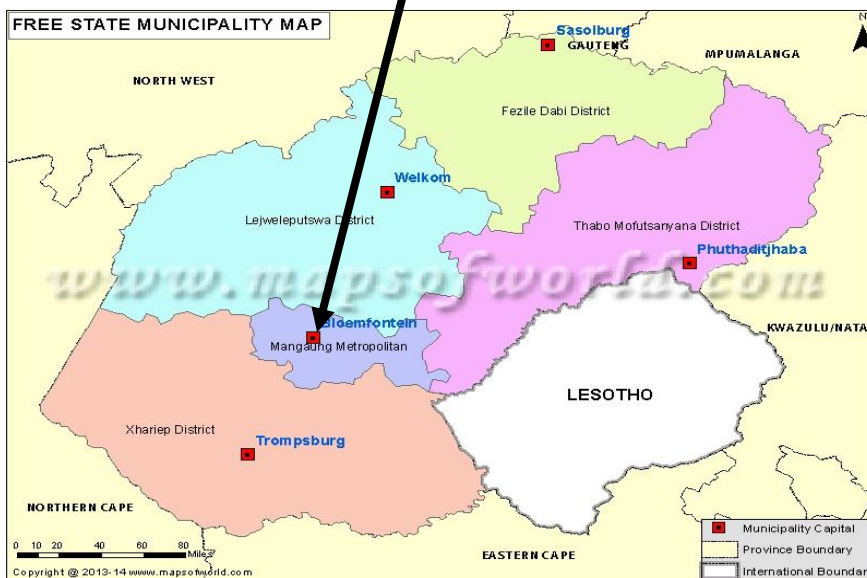 FREE STATE MUNICIPALITY MAP
N
Sasolburg
GAUTENG
MPUMALANGA
NORTH WEST
Fezile Dabi District
Welkom
Lejweleputswa District
Thabo Mofutsanyana District
Phuthaditjhaba
www.mapsofworld.com
Bloemfontein
KWAZULU/NATA
Mangaung Metropolitan
LESOTHO
Xhariep District
Trompsburg
NORTHERN CAPE
EASTERN CAPE
0 10 20 40 60 80
Miles
Copyright @ 2013-14 www.mapsofworld.com
Municipality Capital
Province Boundary
International Boundar